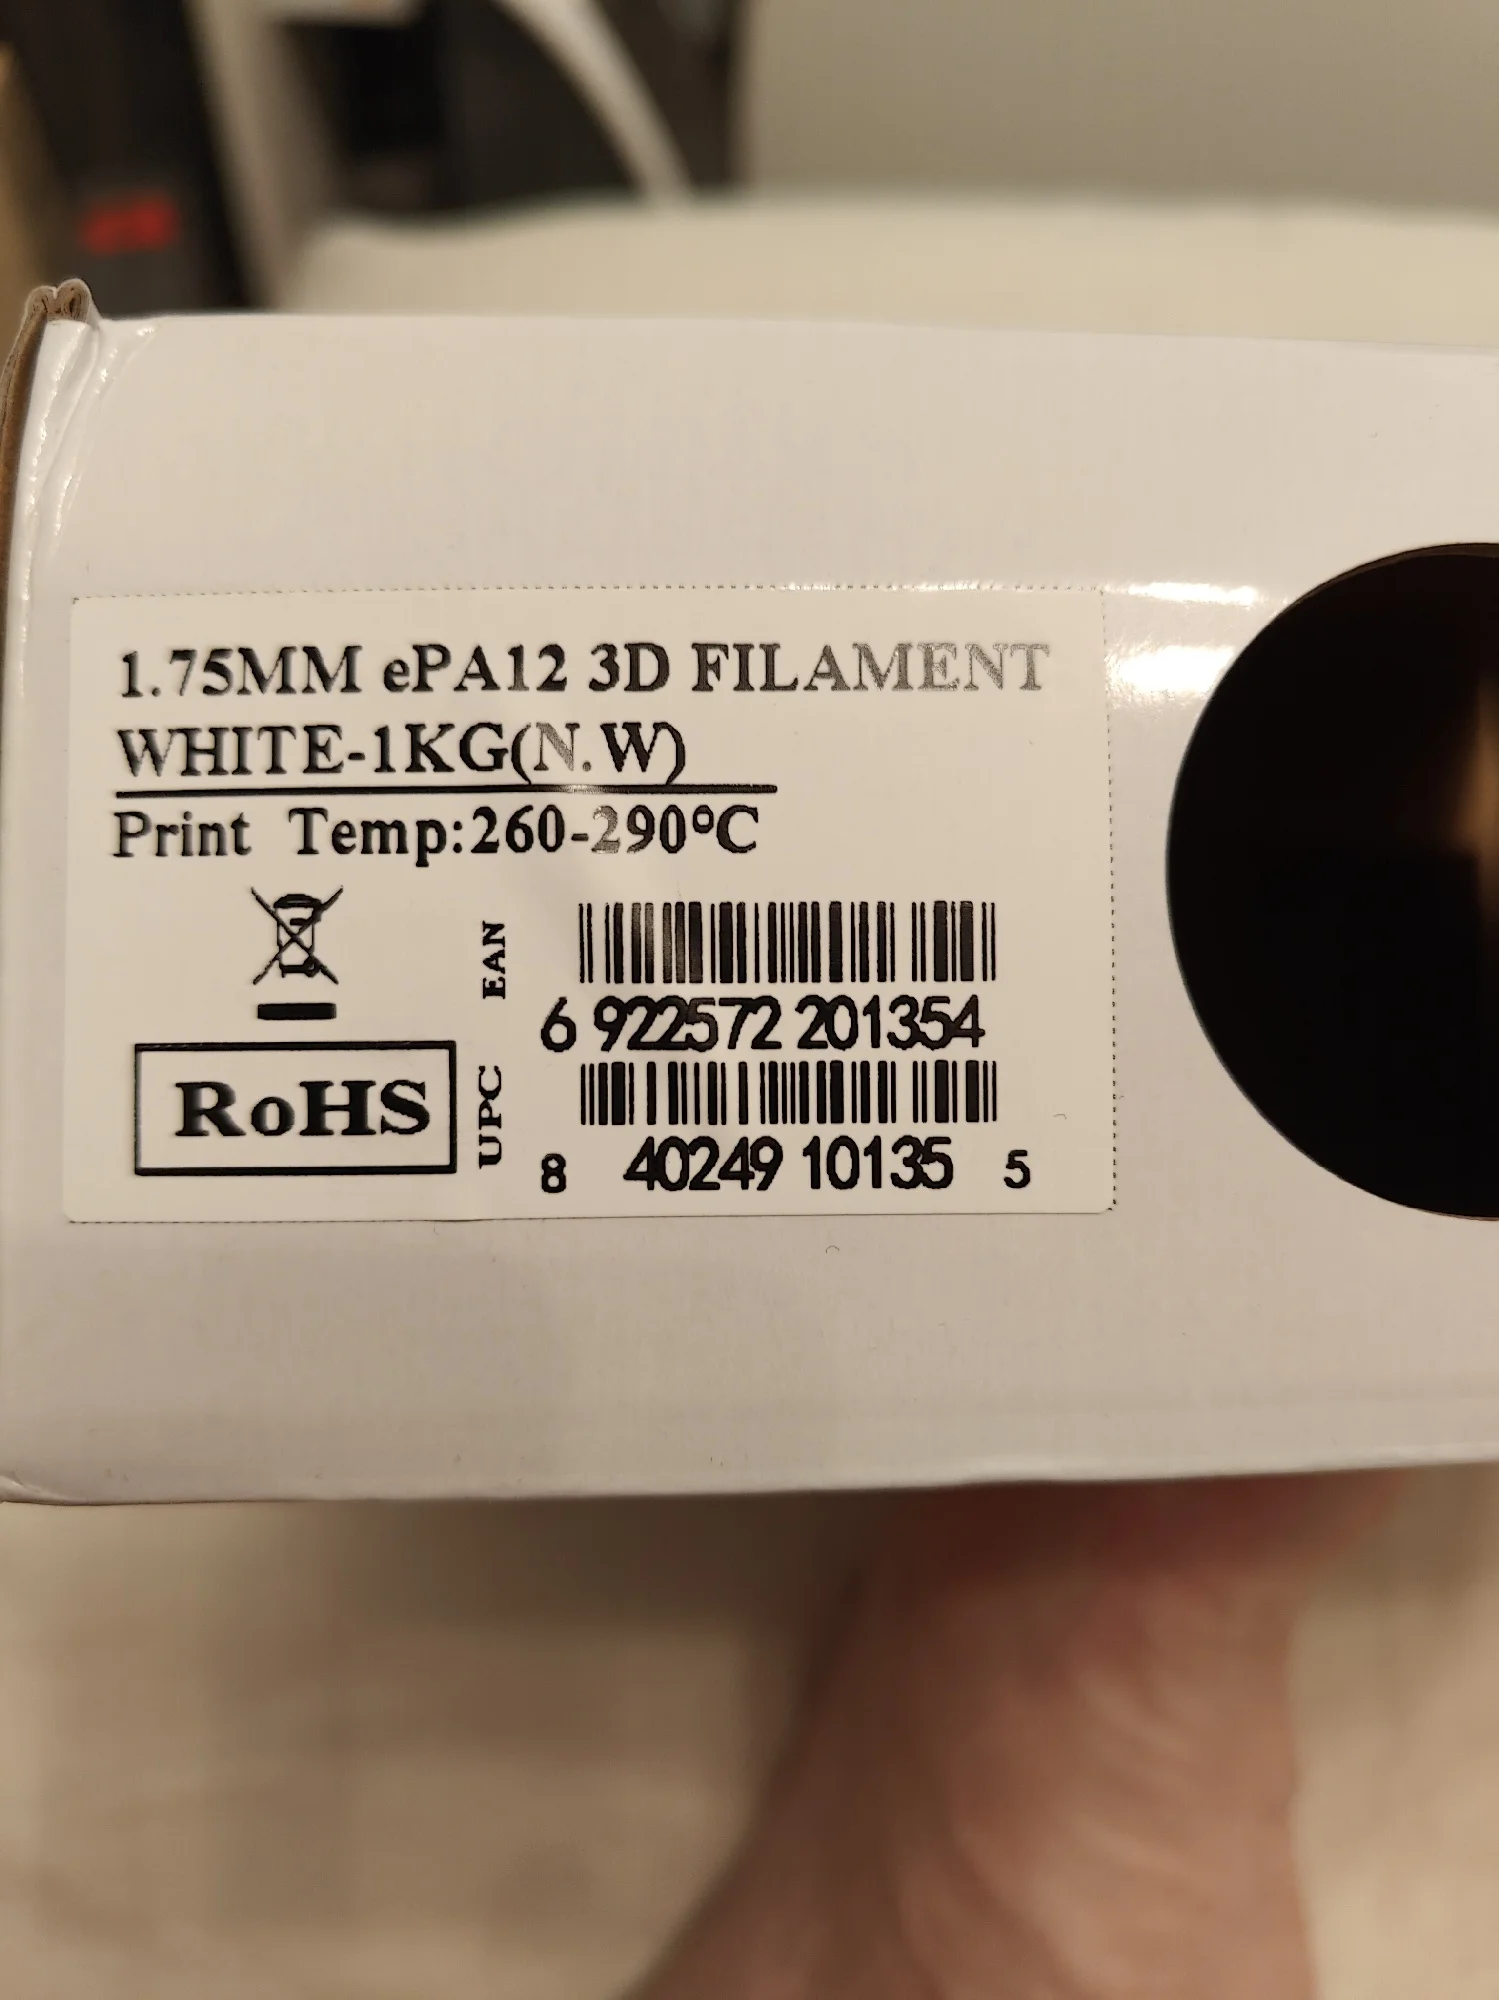 1.75MM ePA12 3D FILAMENT
WHITE-1KG(N.W)
Print Temp:260-290ºC
EAN
6 922572 201354
RoHS
UPC
8 40249 10135 5